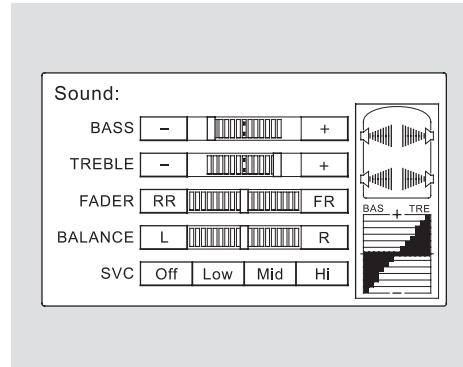 Sound:
BASS − +
TREBLE − +
FADER RR FR
BALANCE L R
SVC Off Low Mid Hi
BAS + TRE
−